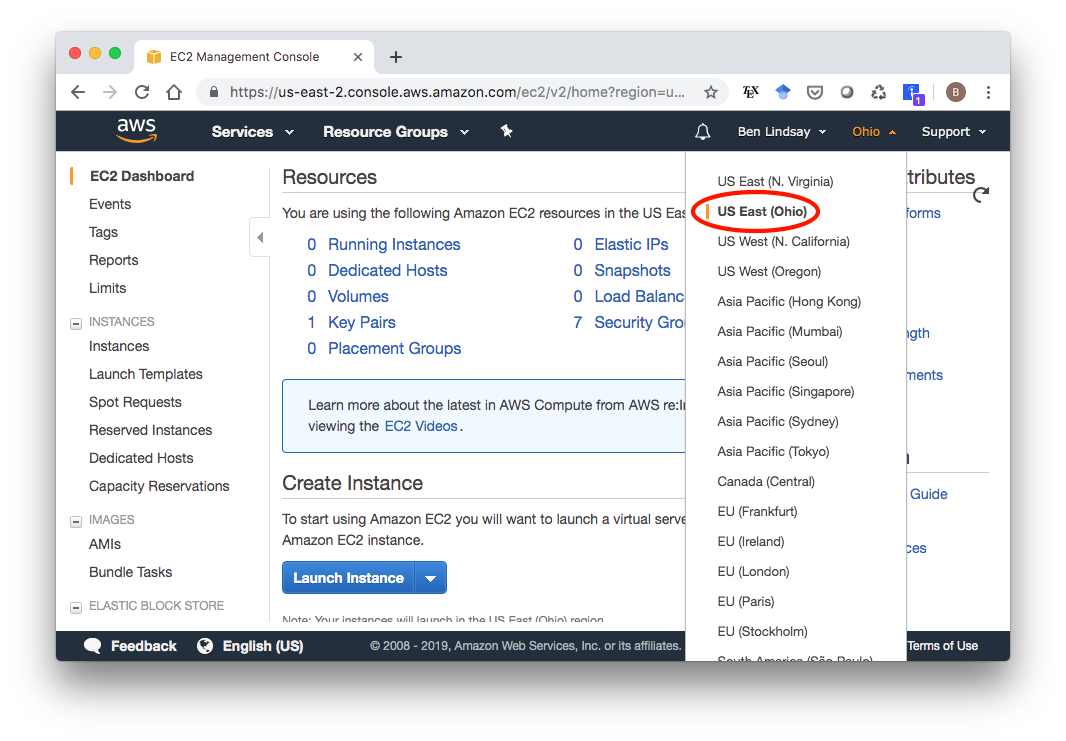 EC2 Management Console
https://us-east-2.console.aws.amazon.com/ec2/v2/home?region=u...
TEX
1
B
aws
Services
Resource Groups
Ben Lindsay
Ohio
Support
EC2 Dashboard
Events
Tags
Reports
Limits
INSTANCES
Instances
Launch Templates
Spot Requests
Reserved Instances
Dedicated Hosts
Capacity Reservations
IMAGES
AMIs
Bundle Tasks
ELASTIC BLOCK STORE
Resources
You are using the following Amazon EC2 resources in the US Eas
0 Running Instances
0 Elastic IPs
0 Dedicated Hosts
0 Snapshots
0 Volumes
0 Load Balanc
1 Key Pairs
7 Security Gro
0 Placement Groups
Learn more about the latest in AWS Compute from AWS re:In
viewing the EC2 Videos.
Create Instance
To start using Amazon EC2 you will want to launch a virtual serve
Amazon EC2 instance.
Launch Instance
Note: Your instances will launch in the US East (Ohio) region
US East (N. Virginia)
US East (Ohio)
US West (N. California)
US West (Oregon)
Asia Pacific (Hong Kong)
Asia Pacific (Mumbai)
Asia Pacific (Seoul)
Asia Pacific (Singapore)
Asia Pacific (Sydney)
Asia Pacific (Tokyo)
Canada (Central)
EU (Frankfurt)
EU (Ireland)
EU (London)
EU (Paris)
EU (Stockholm)
South America (São Paulo)
tributes
forms
ngth
ments
Guide
ces
Feedback
English (US)
© 2008 - 2019, Amazon Web Services, Inc. or its affiliates.
Terms of Use